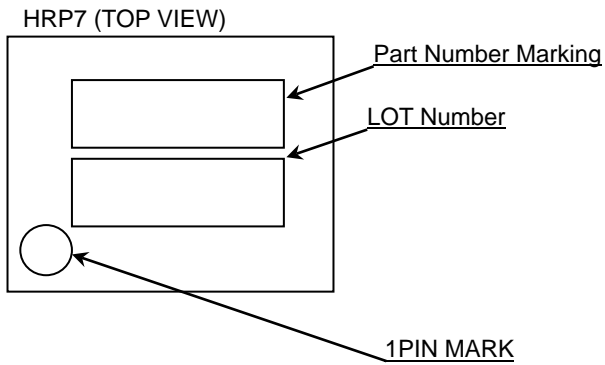 HRP7 (TOP VIEW)
Part Number Marking
LOT Number
1PIN MARK